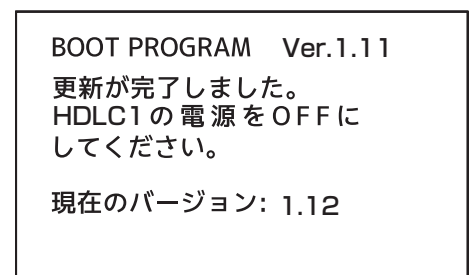 BOOT PROGRAM Ver.1.11
更新が完了しました。
HDLC1の電源をOFFに
してください。
現在のバージョン: 1.12